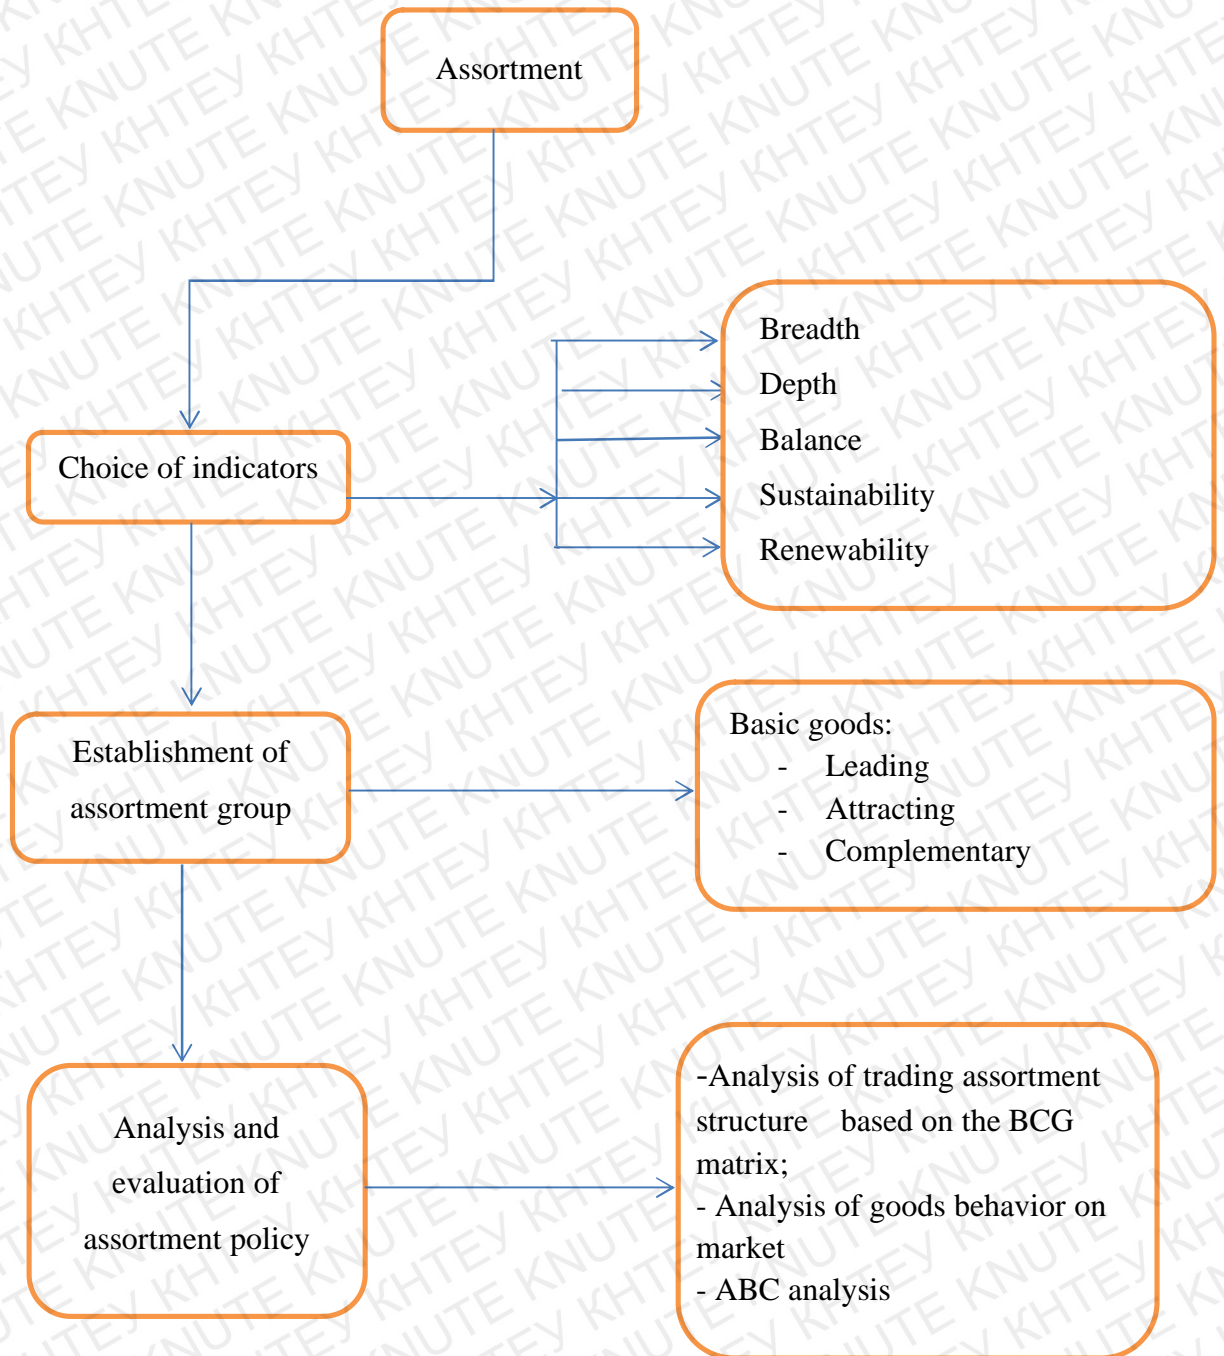 Assortment
Breadth
Depth
Balance
Sustainability
Renewability
Choice of indicators
Establishment of
assortment group
Basic goods:
- Leading
- Attracting
- Complementary
Analysis and
evaluation of
assortment policy
-Analysis of trading assortment
structure based on the BCG
matrix;
- Analysis of goods behavior on
market
- ABC analysis